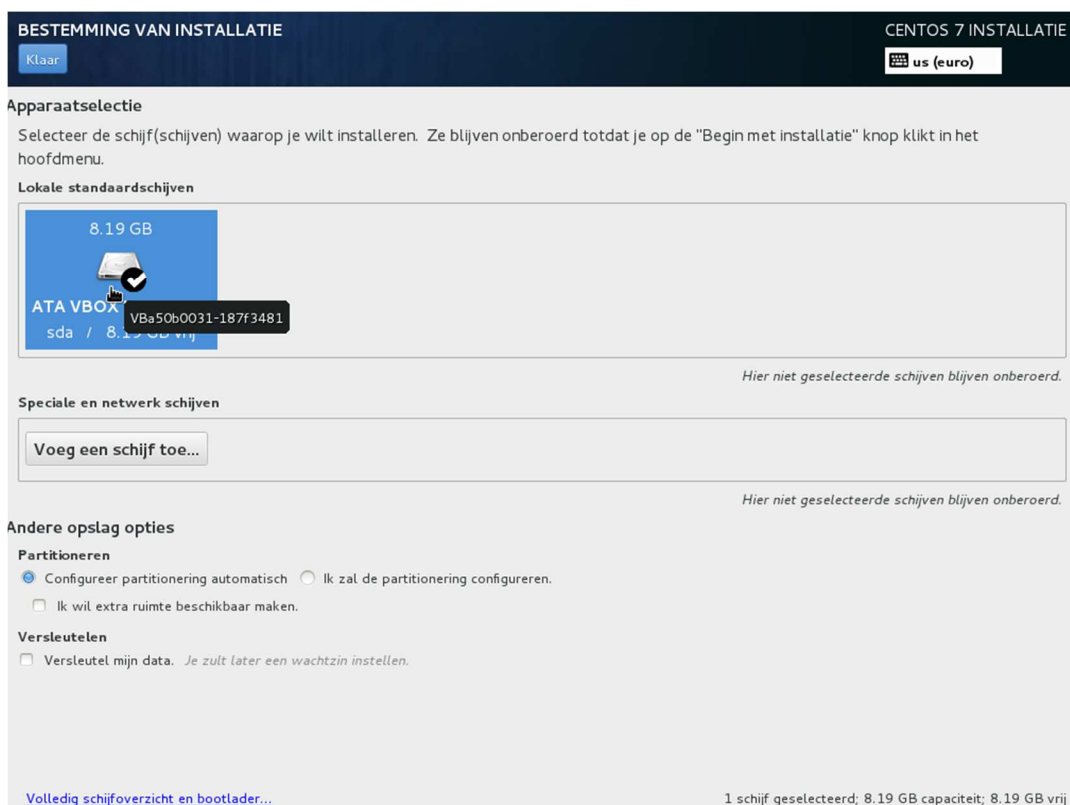 BESTEMMING VAN INSTALLATIE
CENTOS 7 INSTALLATIE
Klaar
us (euro)
Apparaatselectie
Selecteer de schijf(schijven) waarop je wilt installeren. Ze blijven onberoerd totdat je op de "Begin met installatie" knop klikt in het
hoofdmenu.
Lokale standaardschijven
8.19 GB
ATA VBOX
VBa50b0031-187f3481
sda / 8.19 GB vrij
Hier niet geselecteerde schijven blijven onberoerd.
Speciale en netwerk schijven
Voeg een schijf toe...
Hier niet geselecteerde schijven blijven onberoerd.
Andere opslag opties
Partitioneren
Configureer partitionering automatisch
Ik zal de partitionering configureren.
Ik wil extra ruimte beschikbaar maken.
Versleutelen
Versleutel mijn data. Je zult later een wachtzin instellen.
Volledig schijfoverzicht en bootlader...
1 schijf geselecteerd; 8.19 GB capaciteit; 8.19 GB vrij